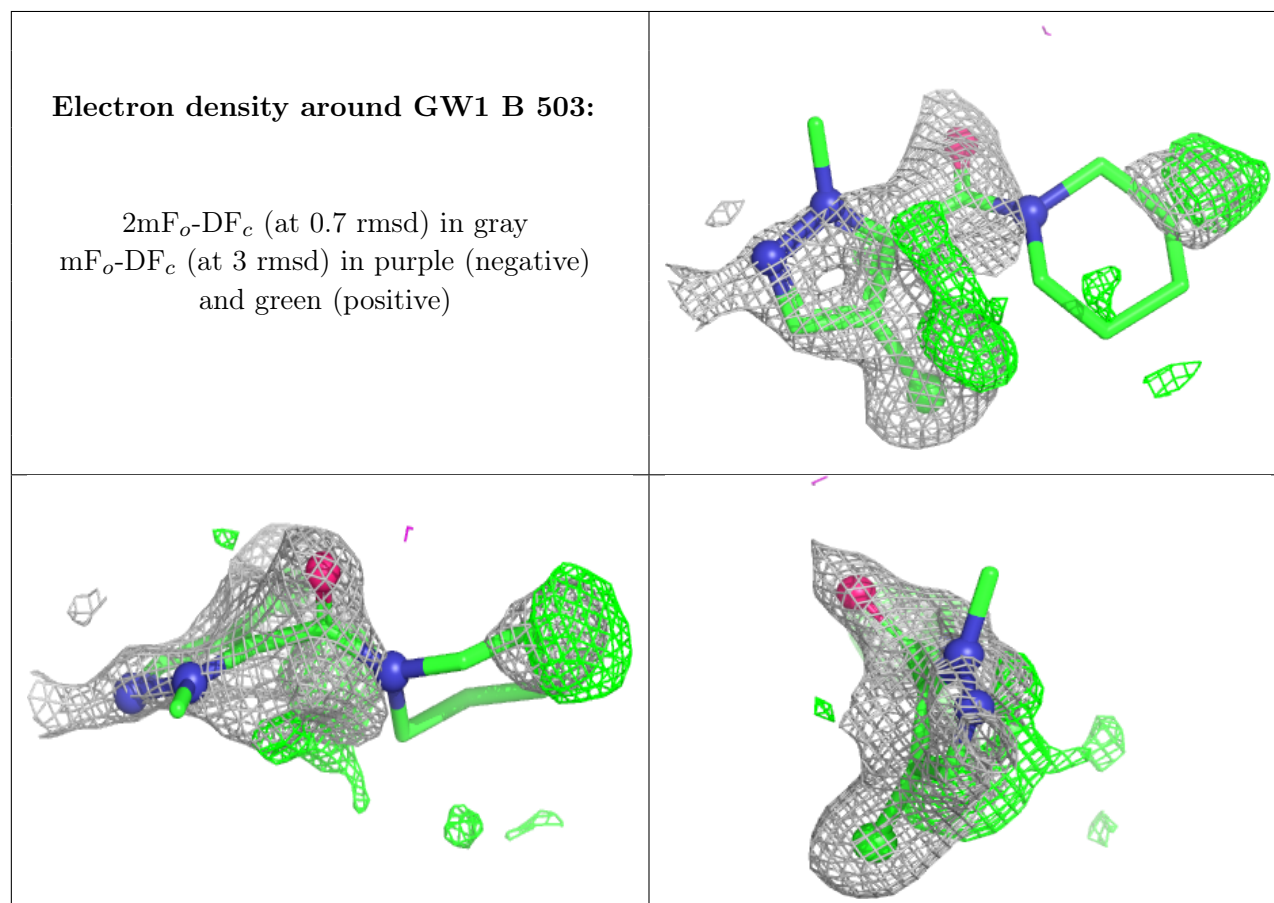 Electron density around GW1 B 503:
2mFo-DFc (at 0.7 rmsd) in gray
mFo-DFc (at 3 rmsd) in purple (negative)
and green (positive)